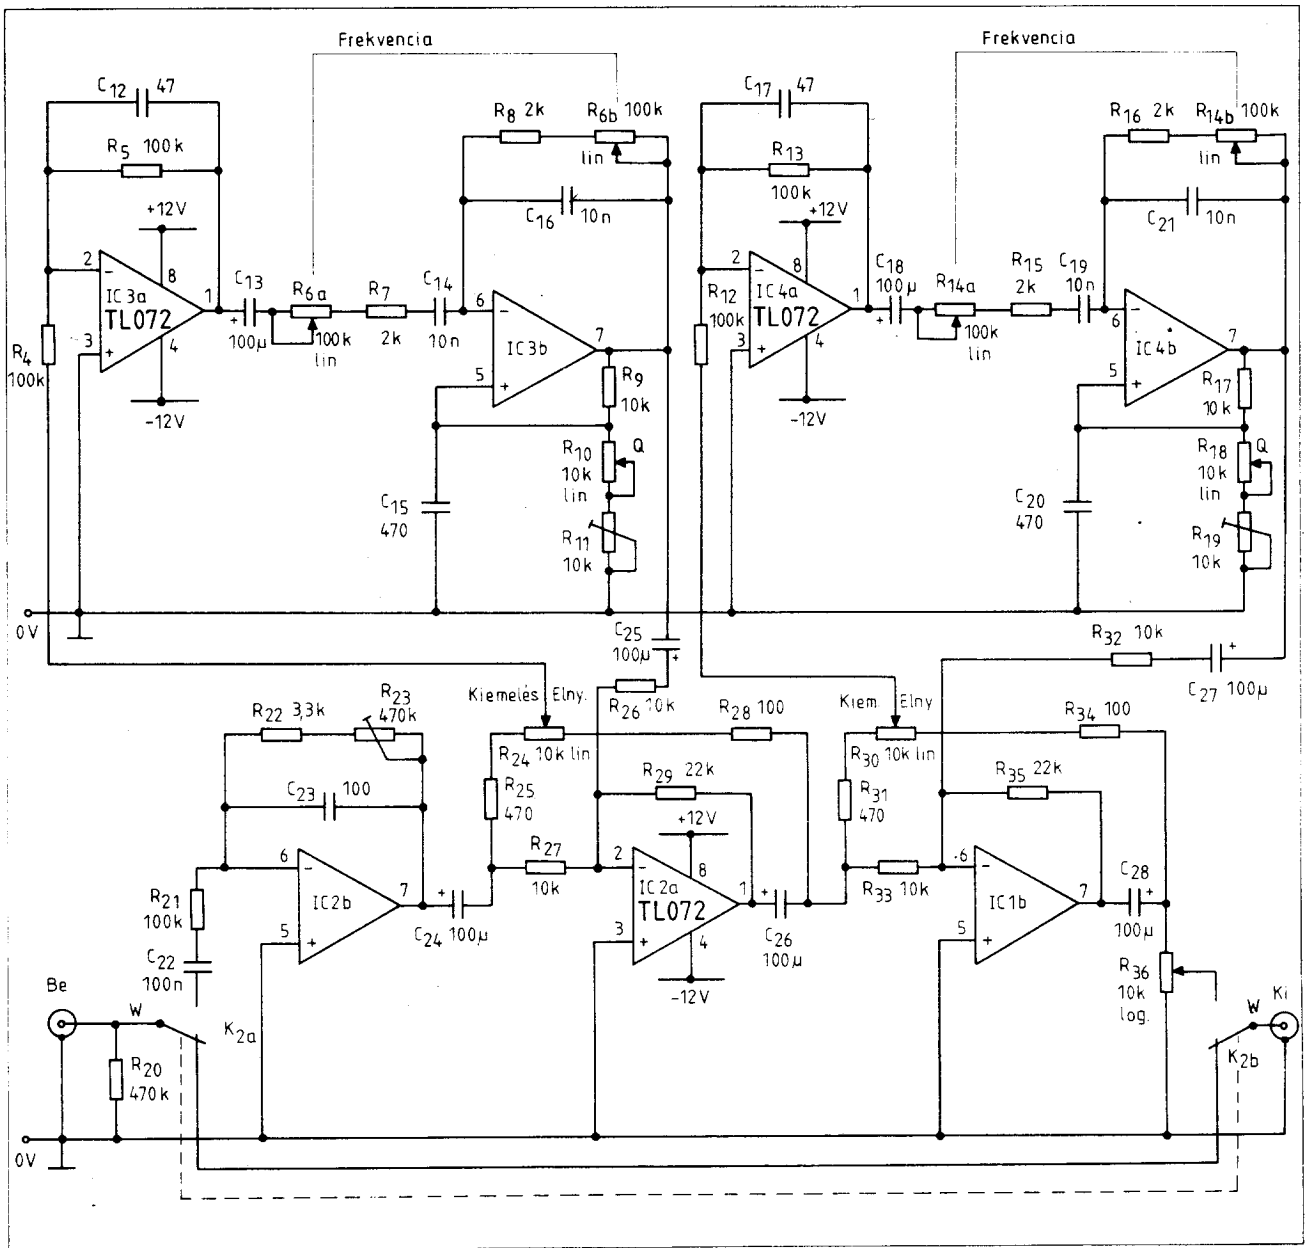 Frekvencia
Frekvencia
C12 47
R5 100k
+12V
2
8
IC3a
TL072
1
3
4
-12V
R4
100k
C13
100µ
+
R6a
100k
lin
R7
2k
C14
10n
R8 2k
R6b 100k
lin
C16 10n
6
IC3b
7
5
R9
10k
R10
10k
lin
Q
R11
10k
C15
470
C17 47
R13
100k
+12V
2
8
IC4a
TL072
1
3
4
-12V
R12
100k
C18
100µ
+
R14a
100k
lin
R15
2k
C19
10n
R16 2k
R14b 100k
lin
C21 10n
6
IC4b
7
5
R17
10k
R18
10k
lin
Q
R19
10k
C20
470
0V
C25
100µ
+
R26 10k
R32 10k
C27 100µ
+
Kiemelés Elny.
R24 10k lin
R28 100
Kiem. Elny
R30 10k lin
R34 100
R22 3,3k
R23
470k
C23 100
R25
470
R29 22k
+12V
R31
470
R35 22k
R27
10k
R33 10k
6
IC2b
7
5
C24 100µ
+
2
8
IC2a
TL072
1
3
4
-12V
C26
100µ
+
6
IC1b
7
5
C28
100µ
+
R21
100k
C22
100n
R36
10k
log.
Be
W
K2a
R20
470k
W
Ki
K2b
0V